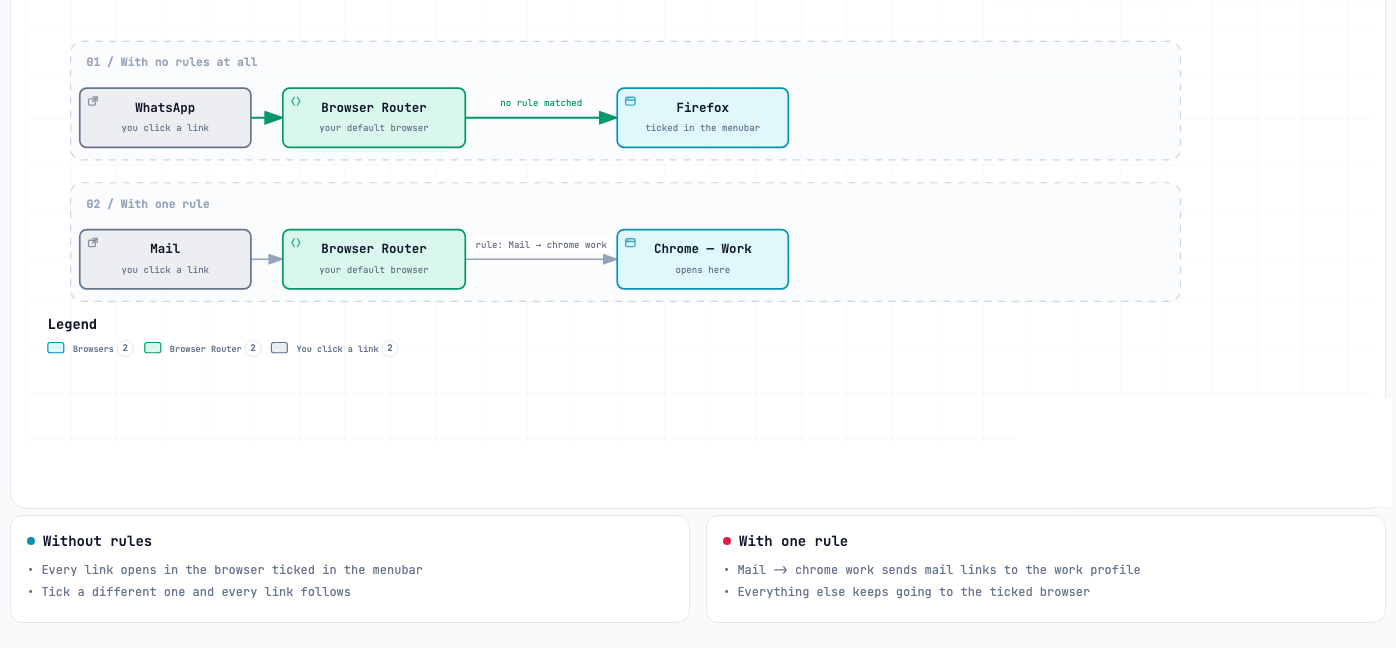 01 / With no rules at all
WhatsApp
you click a link
Browser Router
your default browser
no rule matched
Firefox
ticked in the menubar
02 / With one rule
Mail
you click a link
Browser Router
your default browser
rule: Mail → chrome work
Chrome — Work
opens here
Legend
Browsers 2
Browser Router 2
You click a link 2
Without rules
• Every link opens in the browser ticked in the menubar
• Tick a different one and every link follows
With one rule
• Mail → chrome work sends mail links to the work profile
• Everything else keeps going to the ticked browser